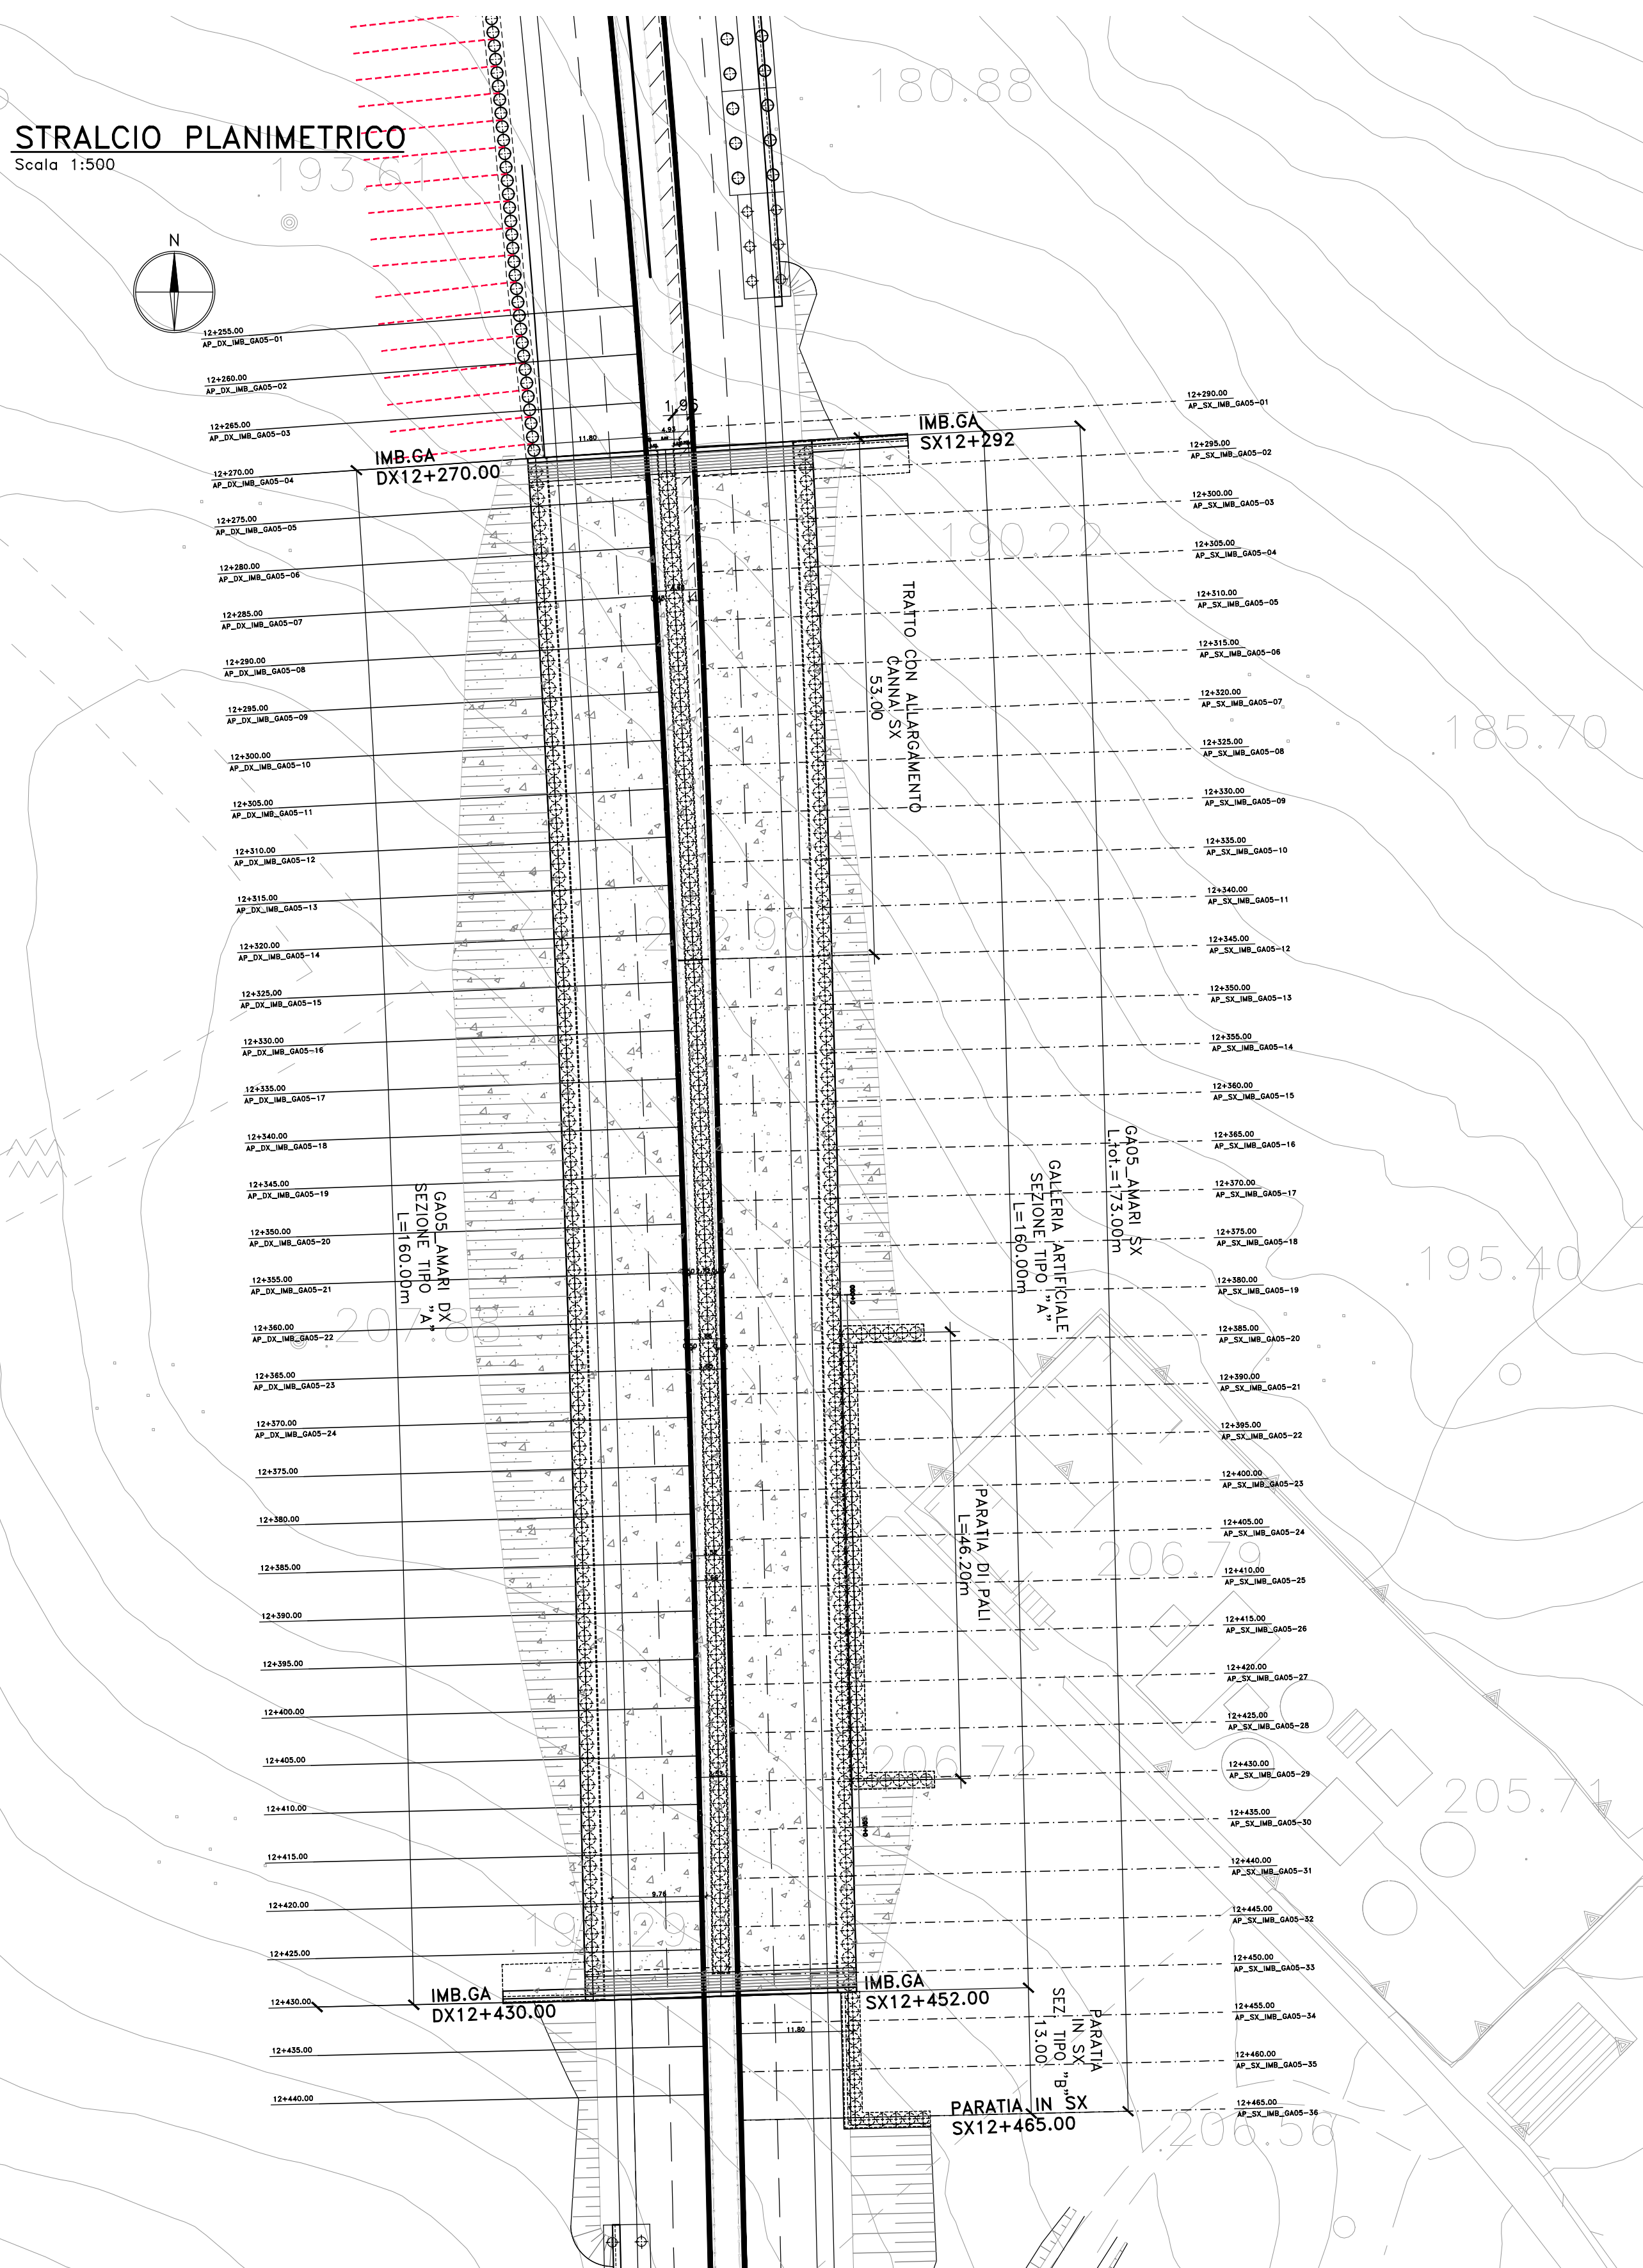 STRALCIO PLANIMETRICO
Scala 1:500
N
180.88
193.61
12+255.00
AP_DX_IMB_GA05-01
12+260.00
AP_DX_IMB_GA05-02
12+265.00
AP_DX_IMB_GA05-03
12+270.00
AP_DX_IMB_GA05-04
12+275.00
AP_DX_IMB_GA05-05
12+280.00
AP_DX_IMB_GA05-06
12+285.00
AP_DX_IMB_GA05-07
12+290.00
AP_DX_IMB_GA05-08
12+295.00
AP_DX_IMB_GA05-09
12+300.00
AP_DX_IMB_GA05-10
12+305.00
AP_DX_IMB_GA05-11
12+310.00
AP_DX_IMB_GA05-12
12+315.00
AP_DX_IMB_GA05-13
12+320.00
AP_DX_IMB_GA05-14
12+325.00
AP_DX_IMB_GA05-15
12+330.00
AP_DX_IMB_GA05-16
12+335.00
AP_DX_IMB_GA05-17
12+340.00
AP_DX_IMB_GA05-18
12+345.00
AP_DX_IMB_GA05-19
12+350.00
AP_DX_IMB_GA05-20
12+355.00
AP_DX_IMB_GA05-21
12+360.00
AP_DX_IMB_GA05-22
12+365.00
AP_DX_IMB_GA05-23
12+370.00
AP_DX_IMB_GA05-24
12+375.00
12+380.00
12+385.00
12+390.00
12+395.00
12+400.00
12+405.00
12+410.00
12+415.00
12+420.00
12+425.00
12+430.00
12+435.00
12+440.00
IMB.GA
DX12+270.00
11.80
1.96
4.92
IMB.GA
SX12+292
TRATTO CON ALLARGAMENTO
CANNA SX
53.00
190.22
185.70
195.40
206.79
206.72
205.71
206.56
GA05_AMARI DX
SEZIONE TIPO "A"
L=160.00m
GALLERIA ARTIFICIALE
SEZIONE TIPO "A"
L=160.00m
GA05_AMARI SX
L.tot.=173.00m
PARATIA DI PALI
L=46.20m
9.76
IMB.GA
DX12+430.00
IMB.GA
SX12+452.00
11.80
PARATIA
IN SX
SEZ. TIPO "B"
13.00
PARATIA IN SX
SX12+465.00
12+290.00
AP_SX_IMB_GA05-01
12+295.00
AP_SX_IMB_GA05-02
12+300.00
AP_SX_IMB_GA05-03
12+305.00
AP_SX_IMB_GA05-04
12+310.00
AP_SX_IMB_GA05-05
12+315.00
AP_SX_IMB_GA05-06
12+320.00
AP_SX_IMB_GA05-07
12+325.00
AP_SX_IMB_GA05-08
12+330.00
AP_SX_IMB_GA05-09
12+335.00
AP_SX_IMB_GA05-10
12+340.00
AP_SX_IMB_GA05-11
12+345.00
AP_SX_IMB_GA05-12
12+350.00
AP_SX_IMB_GA05-13
12+355.00
AP_SX_IMB_GA05-14
12+360.00
AP_SX_IMB_GA05-15
12+365.00
AP_SX_IMB_GA05-16
12+370.00
AP_SX_IMB_GA05-17
12+375.00
AP_SX_IMB_GA05-18
12+380.00
AP_SX_IMB_GA05-19
12+385.00
AP_SX_IMB_GA05-20
12+390.00
AP_SX_IMB_GA05-21
12+395.00
AP_SX_IMB_GA05-22
12+400.00
AP_SX_IMB_GA05-23
12+405.00
AP_SX_IMB_GA05-24
12+410.00
AP_SX_IMB_GA05-25
12+415.00
AP_SX_IMB_GA05-26
12+420.00
AP_SX_IMB_GA05-27
12+425.00
AP_SX_IMB_GA05-28
12+430.00
AP_SX_IMB_GA05-29
12+435.00
AP_SX_IMB_GA05-30
12+440.00
AP_SX_IMB_GA05-31
12+445.00
AP_SX_IMB_GA05-32
12+450.00
AP_SX_IMB_GA05-33
12+455.00
AP_SX_IMB_GA05-34
12+460.00
AP_SX_IMB_GA05-35
12+465.00
AP_SX_IMB_GA05-36